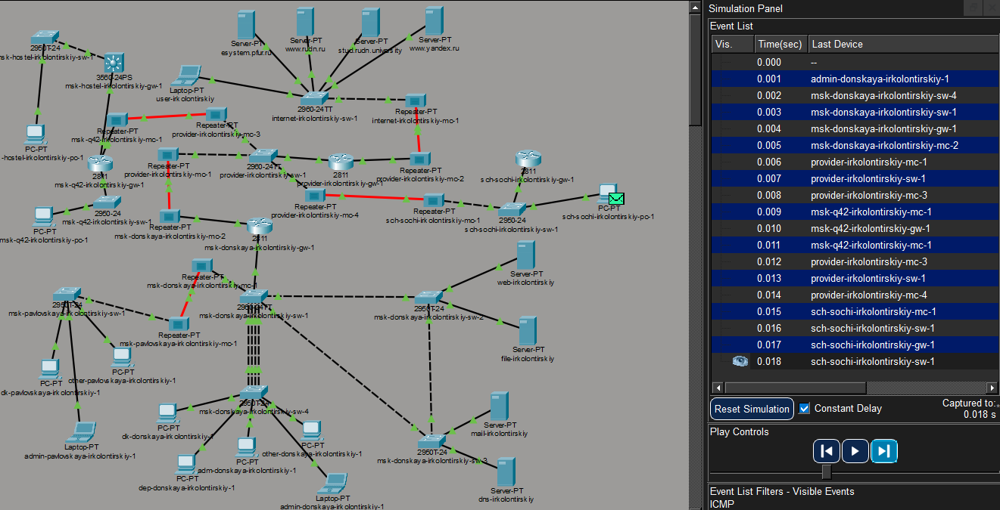 Simulation Panel
Event List
Vis. Time(sec) Last Device
0.000 --
0.001 admin-donskaya-irkolontirskiy-1
0.002 msk-donskaya-irkolontirskiy-sw-4
0.003 msk-donskaya-irkolontirskiy-sw-1
0.004 msk-donskaya-irkolontirskiy-gw-1
0.005 msk-donskaya-irkolontirskiy-mc-2
0.006 provider-irkolontirskiy-mc-1
0.007 provider-irkolontirskiy-sw-1
0.008 provider-irkolontirskiy-mc-3
0.009 msk-q42-irkolontirskiy-mc-1
0.010 msk-q42-irkolontirskiy-gw-1
0.011 msk-q42-irkolontirskiy-mc-1
0.012 provider-irkolontirskiy-mc-3
0.013 provider-irkolontirskiy-sw-1
0.014 provider-irkolontirskiy-mc-4
0.015 sch-sochi-irkolontirskiy-mc-1
0.016 sch-sochi-irkolontirskiy-sw-1
0.017 sch-sochi-irkolontirskiy-gw-1
0.018 sch-sochi-irkolontirskiy-sw-1
Reset Simulation
Constant Delay
Captured to:
0.018 s
Play Controls
Event List Filters - Visible Events
ICMP
2950T-24
sk-hostel-irkolontirskiy-sw-1
3560-24PS
msk-hostel-irkolontirskiy-gw-1
PC-PT
-hostel-irkolontirskiy-pc-1
Server-PT
esystem.pfur.ru
Server-PT
www.rudn.ru
Server-PT
stud.rudn.university
Server-PT
www.yandex.ru
Laptop-PT
user-irkolontirskiy
2960-24TT
internet-irkolontirskiy-sw-1
Repeater-PT
internet-irkolontirskiy-mc-1
Repeater-PT
msk-q42-irkolontirskiy-mc-1
Repeater-PT
provider-irkolontirskiy-mc-3
2811
msk-q42-irkolontirskiy-gw-1
Repeater-PT
provider-irkolontirskiy-mc-1
2960-24TT
provider-irkolontirskiy-sw-1
2811
provider-irkolontirskiy-gw-1
Repeater-PT
provider-irkolontirskiy-mc-2
2811
sch-sochi-irkolontirskiy-gw-1
2950-24
msk-q42-irkolontirskiy-sw-1
PC-PT
msk-q42-irkolontirskiy-pc-1
Repeater-PT
msk-donskaya-irkolontirskiy-mc-2
Repeater-PT
provider-irkolontirskiy-mc-4
Repeater-PT
sch-sochi-irkolontirskiy-mc-1
2950-24
sch-sochi-irkolontirskiy-sw-1
PC-PT
sch-sochi-irkolontirskiy-pc-1
2811
msk-donskaya-irkolontirskiy-gw-1
Repeater-PT
msk-donskaya-irkolontirskiy-mc-1
2950T-24
msk-pavlovskaya-irkolontirskiy-sw-1
2960-24TT
msk-donskaya-irkolontirskiy-sw-1
2950T-24
msk-donskaya-irkolontirskiy-sw-2
Server-PT
web-irkolontirskiy
Repeater-PT
msk-pavlovskaya-irkolontirskiy-mc-1
Server-PT
file-irkolontirskiy
PC-PT
other-pavlovskaya-irkolontirskiy-1
PC-PT
dk-pavlovskaya-irkolontirskiy-1
Laptop-PT
admin-pavlovskaya-irkolontirskiy-1
2950T-24
msk-donskaya-irkolontirskiy-sw-4
PC-PT
dk-donskaya-irkolontirskiy-1
PC-PT
other-donskaya-irkolontirskiy-1
PC-PT
adm-donskaya-irkolontirskiy-1
PC-PT
dep-donskaya-irkolontirskiy-1
Laptop-PT
admin-donskaya-irkolontirskiy-1
2950T-24
msk-donskaya-irkolontirskiy-sw-3
Server-PT
mail-irkolontirskiy
Server-PT
dns-irkolontirskiy